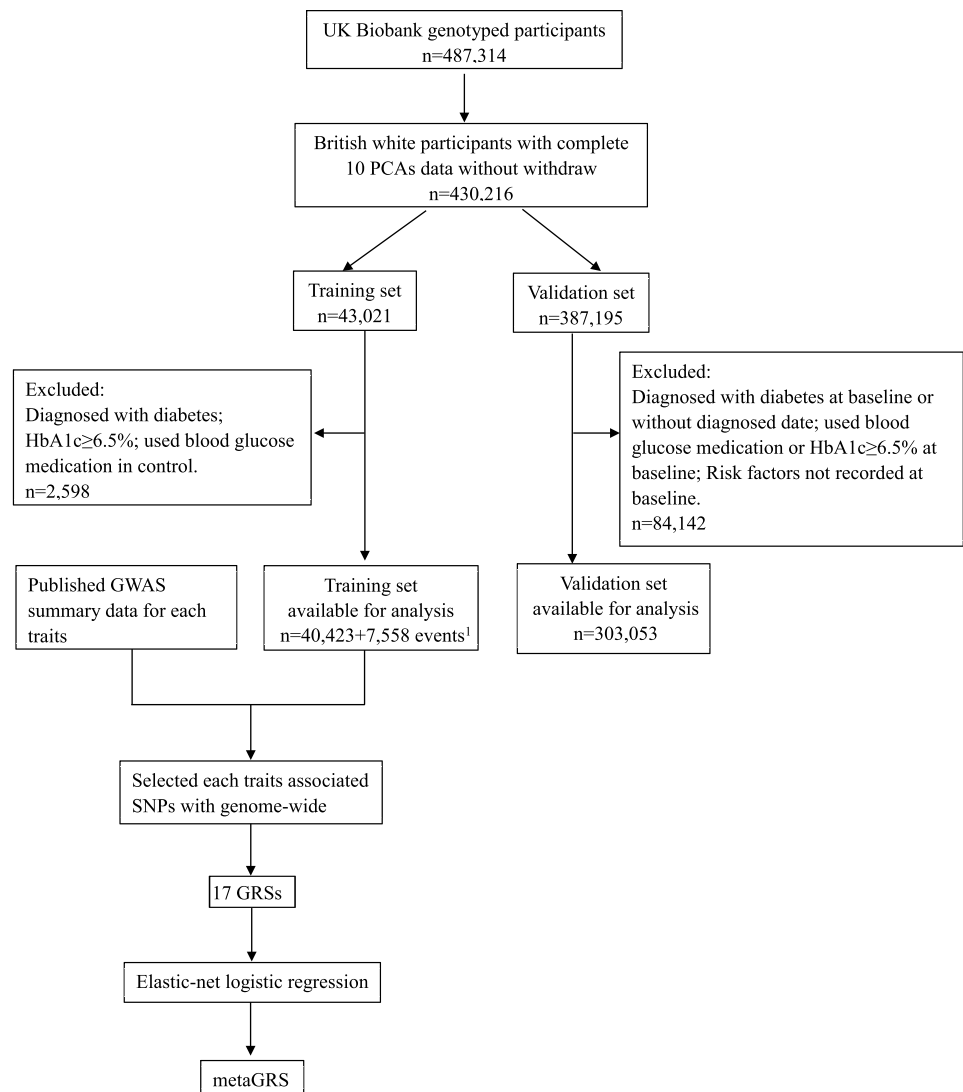 UK Biobank genotyped participants
n=487,314
British white participants with complete
10 PCAs data without withdraw
n=430,216
Training set
n=43,021
Validation set
n=387,195
Excluded:
Diagnosed with diabetes;
HbA1c≥6.5%; used blood glucose
medication in control.
n=2,598
Excluded:
Diagnosed with diabetes at baseline or
without diagnosed date; used blood
glucose medication or HbA1c≥6.5% at
baseline; Risk factors not recorded at
baseline.
n=84,142
Published GWAS
summary data for each
traits
Training set
available for analysis
n=40,423+7,558 events¹
Validation set
available for analysis
n=303,053
Selected each traits associated
SNPs with genome-wide
17 GRSs
Elastic-net logistic regression
metaGRS